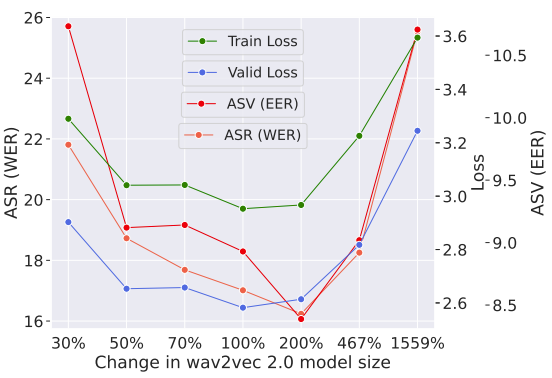 26
24
22
20
18
16
ASR (WER)
Train Loss
Valid Loss
ASV (EER)
ASR (WER)
3.6
3.4
3.2
3.0
2.8
2.6
Loss
10.5
10.0
9.5
9.0
8.5
ASV (EER)
30% 50% 70% 100% 200% 467% 1559%
Change in wav2vec 2.0 model size